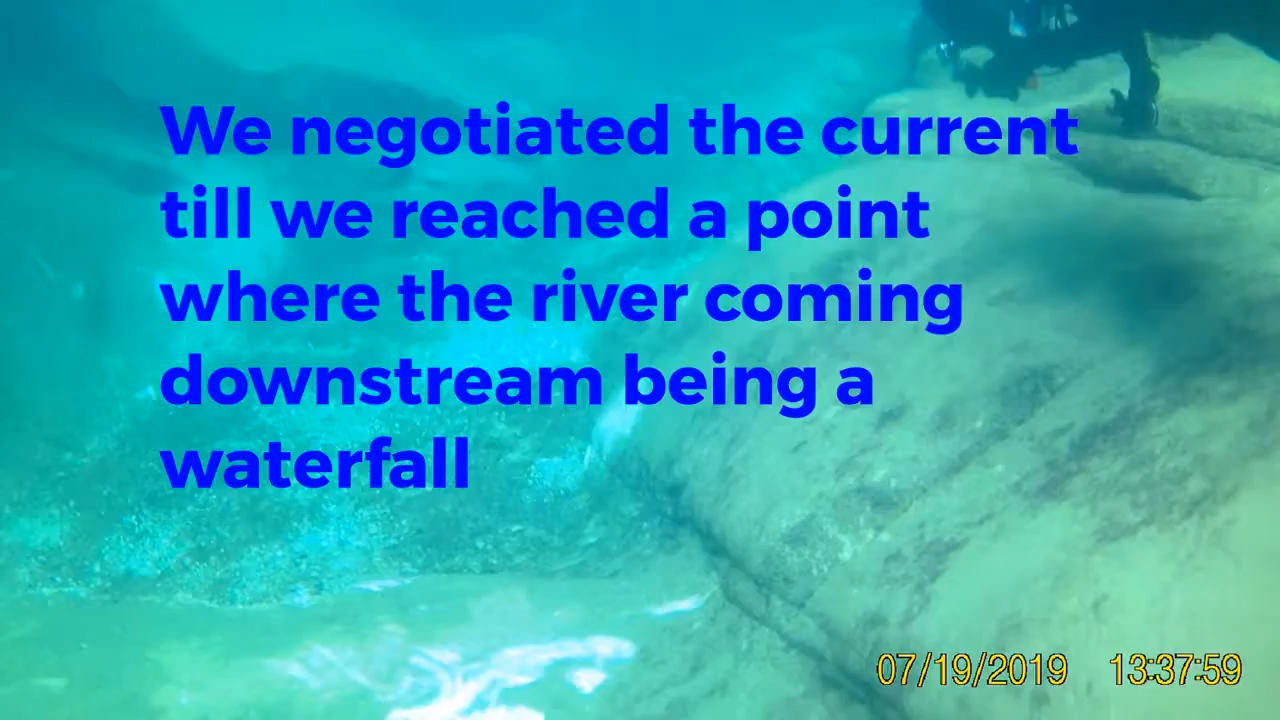 We negotiated the current
till we reached a point
where the river coming
downstream being a
waterfall
07/19/2019 13:37:59